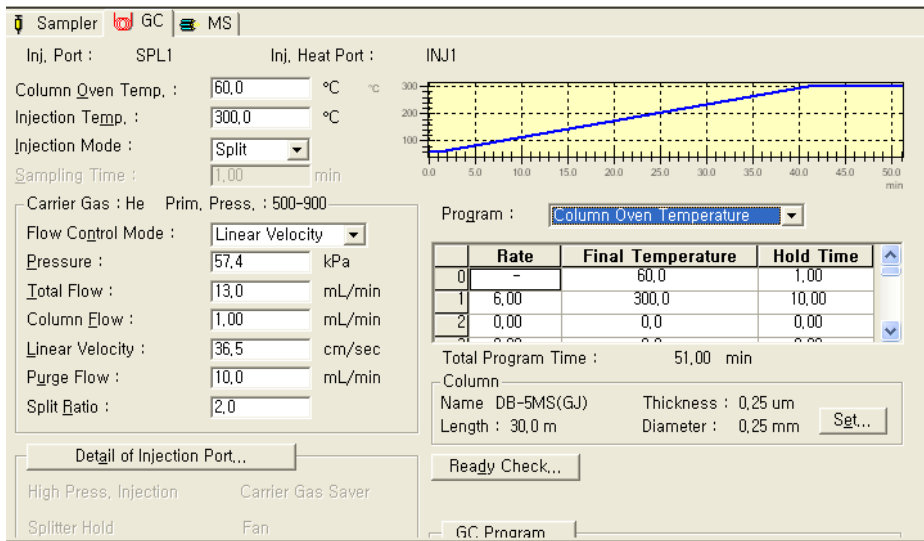 Sampler GC MS
Inj. Port : SPL1 Inj. Heat Port : INJ1
Column Oven Temp. : 60.0 °C °C
Injection Temp. : 300.0 °C
Injection Mode : Split
Sampling Time : 1.00 min
Carrier Gas : He Prim. Press. : 500-900
Flow Control Mode : Linear Velocity
Pressure : 57.4 kPa
Total Flow : 13.0 mL/min
Column Flow : 1.00 mL/min
Linear Velocity : 36.5 cm/sec
Purge Flow : 10.0 mL/min
Split Ratio : 2.0
Detail of Injection Port...
High Press. Injection Carrier Gas Saver
Splitter Hold Fan
300
200
100
0.0 5.0 10.0 15.0 20.0 25.0 30.0 35.0 40.0 45.0 50.0
min
Program : Column Oven Temperature
Rate Final Temperature Hold Time
0 - 60.0 1.00
1 6.00 300.0 10.00
2 0.00 0.0 0.00
Total Program Time : 51.00 min
Column
Name DB-5MS(GJ) Thickness : 0.25 um
Length : 30.0 m Diameter : 0.25 mm
Set...
Ready Check...
GC Program